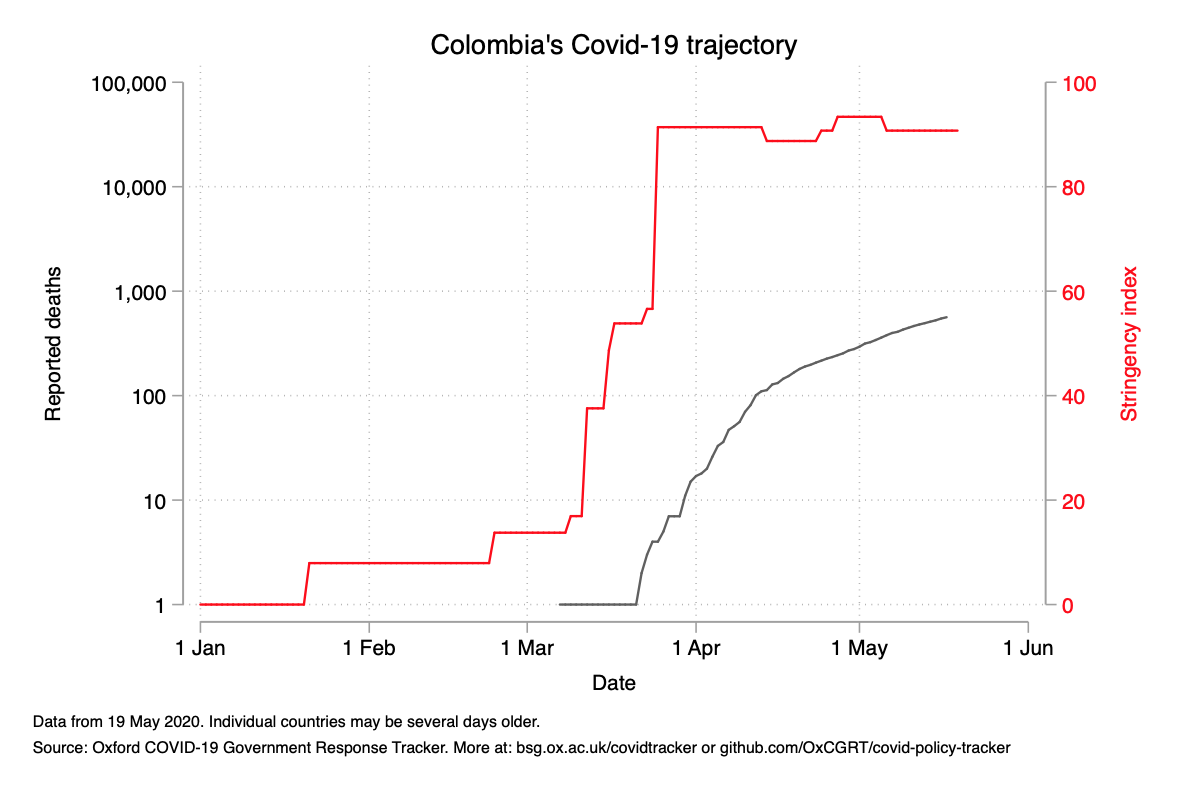 Colombia's Covid-19 trajectory
100,000
10,000
1,000
100
10
1
Reported deaths
100
80
60
40
20
0
Stringency index
1 Jan
1 Feb
1 Mar
1 Apr
1 May
1 Jun
Date
Data from 19 May 2020. Individual countries may be several days older.
Source: Oxford COVID-19 Government Response Tracker. More at: bsg.ox.ac.uk/covidtracker or github.com/OxCGRT/covid-policy-tracker